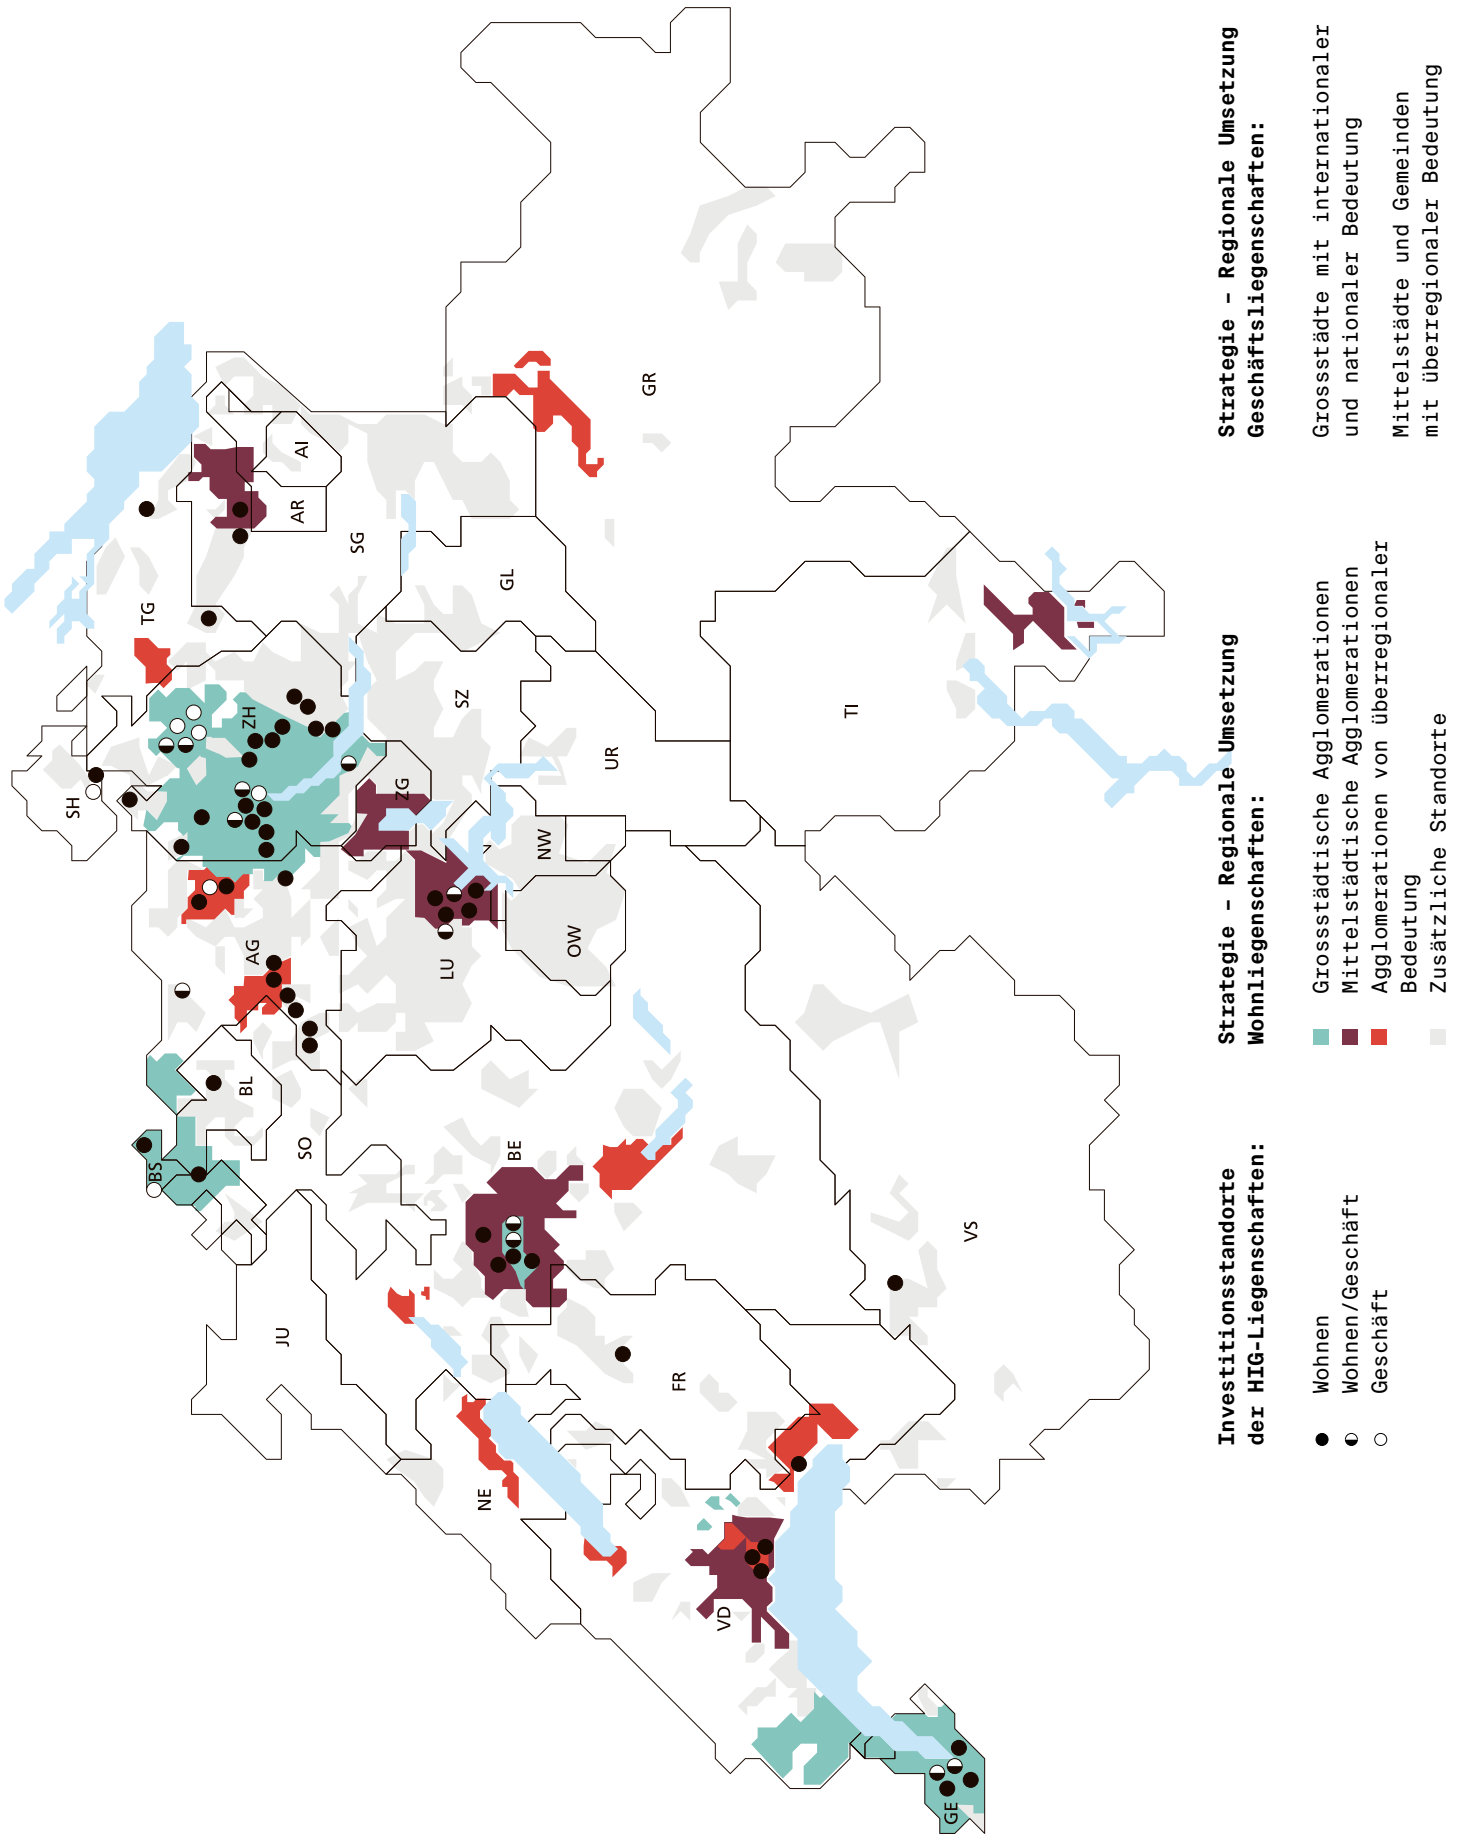 SH
TG
BS
ZH
AI
AR
BL
AG
SG
SO
JU
ZG
GL
SZ
LU
NW
BE
OW
UR
NE
GR
FR
VD
TI
VS
GE
Investitionsstandorte
der HIG-Liegenschaften:
Wohnen
Wohnen/Geschäft
Geschäft
Strategie – Regionale Umsetzung
Wohnliegenschaften:
Grossstädtische Agglomerationen
Mittelstädtische Agglomerationen
Agglomerationen von überregionaler
Bedeutung
Zusätzliche Standorte
Strategie – Regionale Umsetzung
Geschäftsliegenschaften:
Grossstädte mit internationaler
und nationaler Bedeutung
Mittelstädte und Gemeinden
mit überregionaler Bedeutung